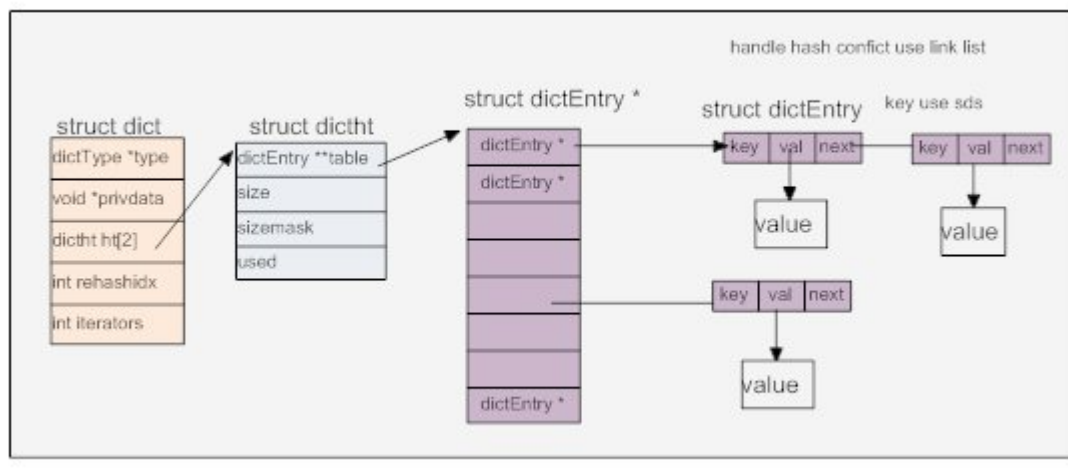 handle hash confict use link list
struct dictEntry *
struct dictEntry
key use sds
struct dict
struct dictht
dictType *type
void *privdata
dictht ht[2]
int rehashidx
int iterators
dictEntry **table
size
sizemask
used
dictEntry *
dictEntry *
dictEntry *
key val next
key val next
value
value
key val next
value